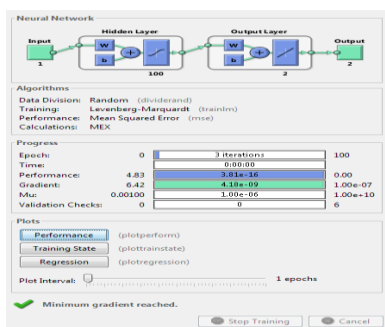 Neural Network
Hidden Layer
Output Layer
Input
Output
W
W
b
b
1
2
100
2
Algorithms
Data Division: Random (dividerand)
Training: Levenberg-Marquardt (trainlm)
Performance: Mean Squared Error (mse)
Calculations: MEX
Progress
Epoch: 0 3 iterations 100
Time: 0:00:00
Performance: 4.83 3.81e-16 0.00
Gradient: 6.42 4.18e-09 1.00e-07
Mu: 0.00100 1.00e-06 1.00e+10
Validation Checks: 0 0 6
Plots
Performance (plotperform)
Training State (plottrainstate)
Regression (plotregression)
Plot Interval: 1 epochs
Minimum gradient reached.
Stop Training Cancel